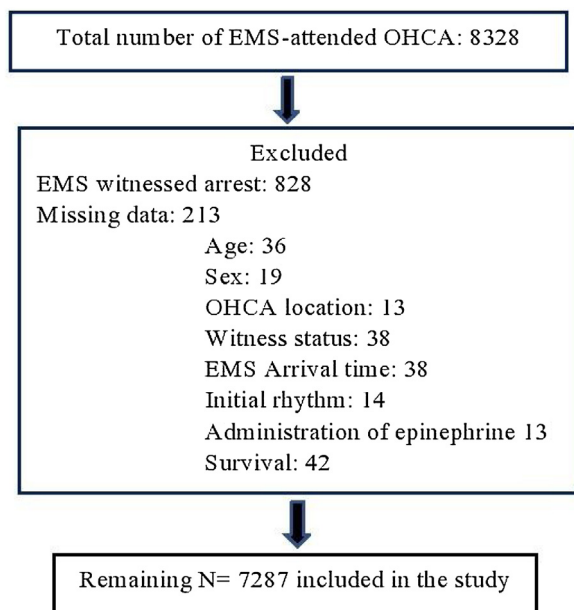 Total number of EMS-attended OHCA: 8328
Excluded
EMS witnessed arrest: 828
Missing data: 213
Age: 36
Sex: 19
OHCA location: 13
Witness status: 38
EMS Arrival time: 38
Initial rhythm: 14
Administration of epinephrine 13
Survival: 42
Remaining N= 7287 included in the study